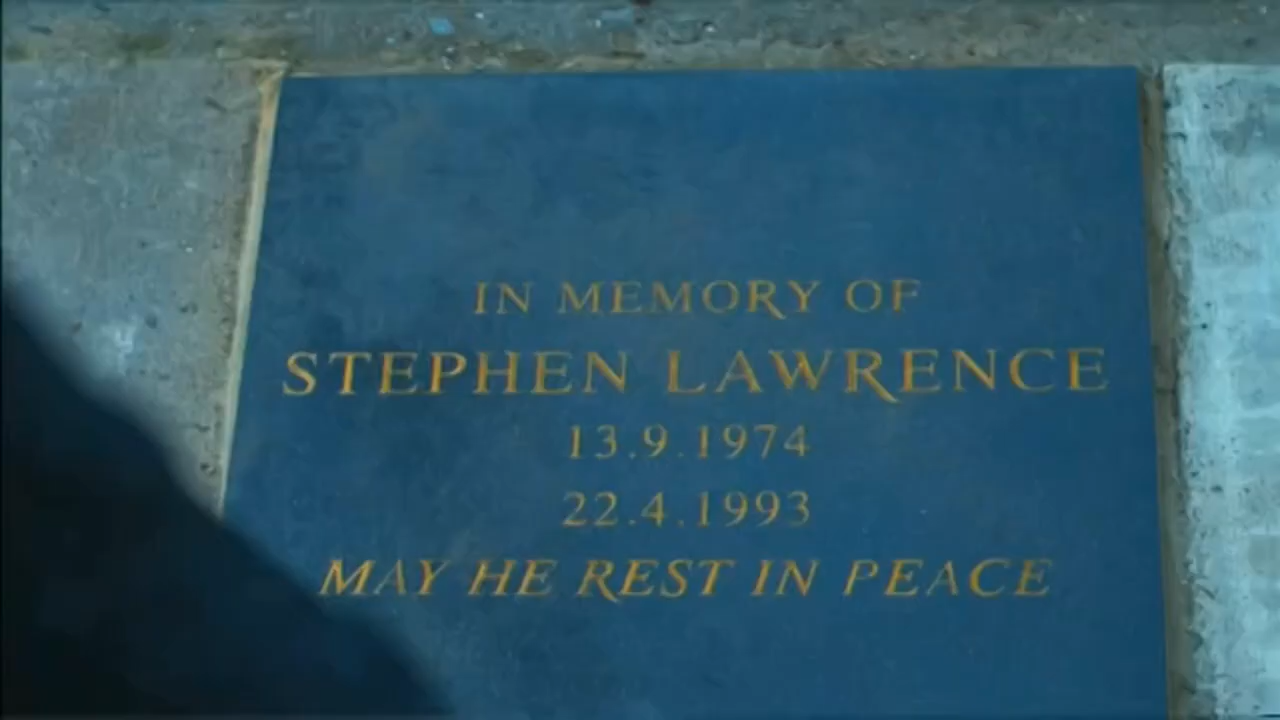 IN MEMORY OF
STEPHEN LAWRENCE
13.9.1974
22.4.1993
MAY HE REST IN PEACE